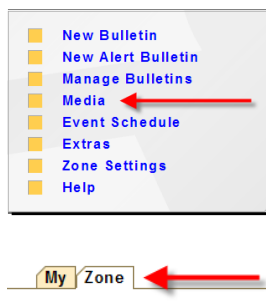 New Bulletin
New Alert Bulletin
Manage Bulletins
Media
Event Schedule
Extras
Zone Settings
Help
My Zone